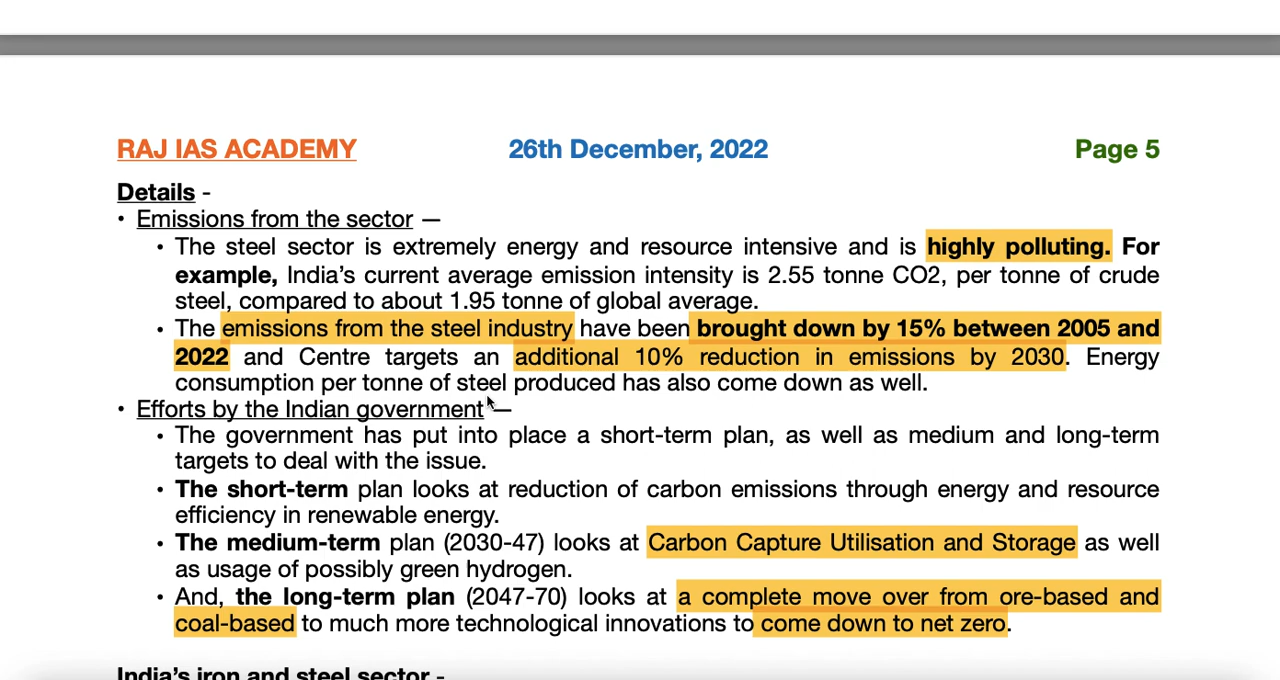 RAJ IAS ACADEMY 26th December, 2022 Page 5
Details -
• Emissions from the sector —
• The steel sector is extremely energy and resource intensive and is highly polluting. For
example, India’s current average emission intensity is 2.55 tonne CO2, per tonne of crude
steel, compared to about 1.95 tonne of global average.
• The emissions from the steel industry have been brought down by 15% between 2005 and
2022 and Centre targets an additional 10% reduction in emissions by 2030. Energy
consumption per tonne of steel produced has also come down as well.
• Efforts by the Indian government —
• The government has put into place a short-term plan, as well as medium and long-term
targets to deal with the issue.
• The short-term plan looks at reduction of carbon emissions through energy and resource
efficiency in renewable energy.
• The medium-term plan (2030-47) looks at Carbon Capture Utilisation and Storage as well
as usage of possibly green hydrogen.
• And, the long-term plan (2047-70) looks at a complete move over from ore-based and
coal-based to much more technological innovations to come down to net zero.
India’s iron and steel sector -